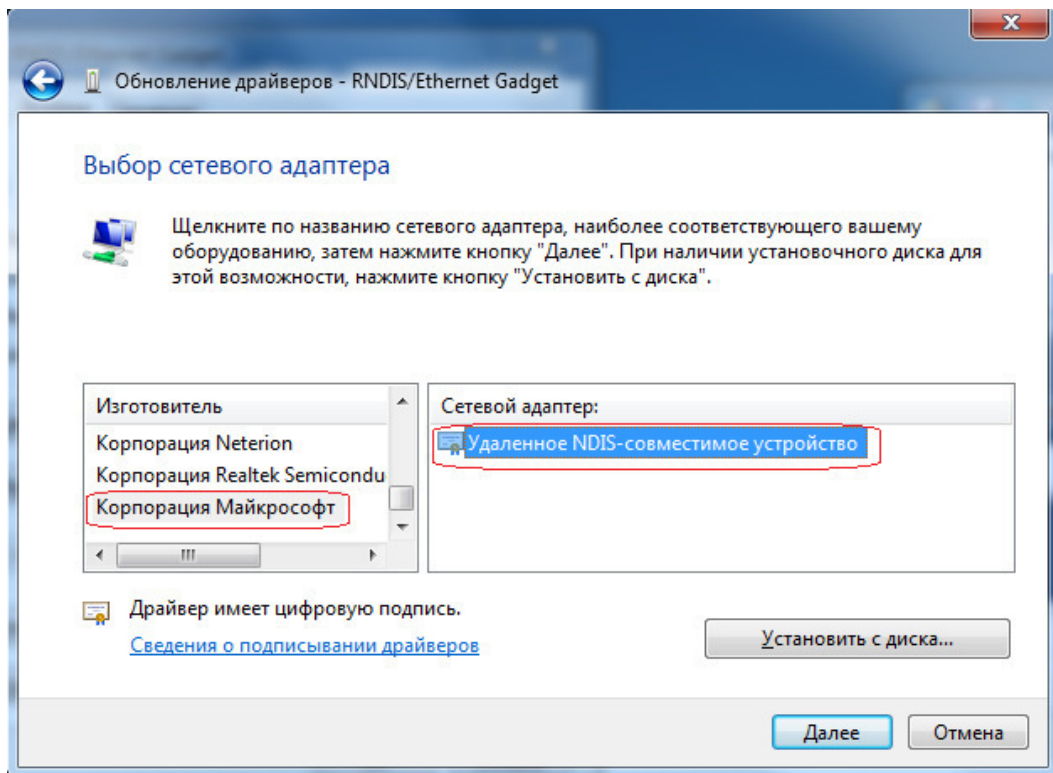 Обновление драйверов - RNDIS/Ethernet Gadget
Выбор сетевого адаптера
Щелкните по названию сетевого адаптера, наиболее соответствующего вашему
оборудованию, затем нажмите кнопку "Далее". При наличии установочного диска для
этой возможности, нажмите кнопку "Установить с диска".
Изготовитель
Корпорация Neterion
Корпорация Realtek Semicondu
Корпорация Майкрософт
Сетевой адаптер:
Удаленное NDIS-совместимое устройство
Драйвер имеет цифровую подпись.
Сведения о подписывании драйверов
Установить с диска...
Далее
Отмена